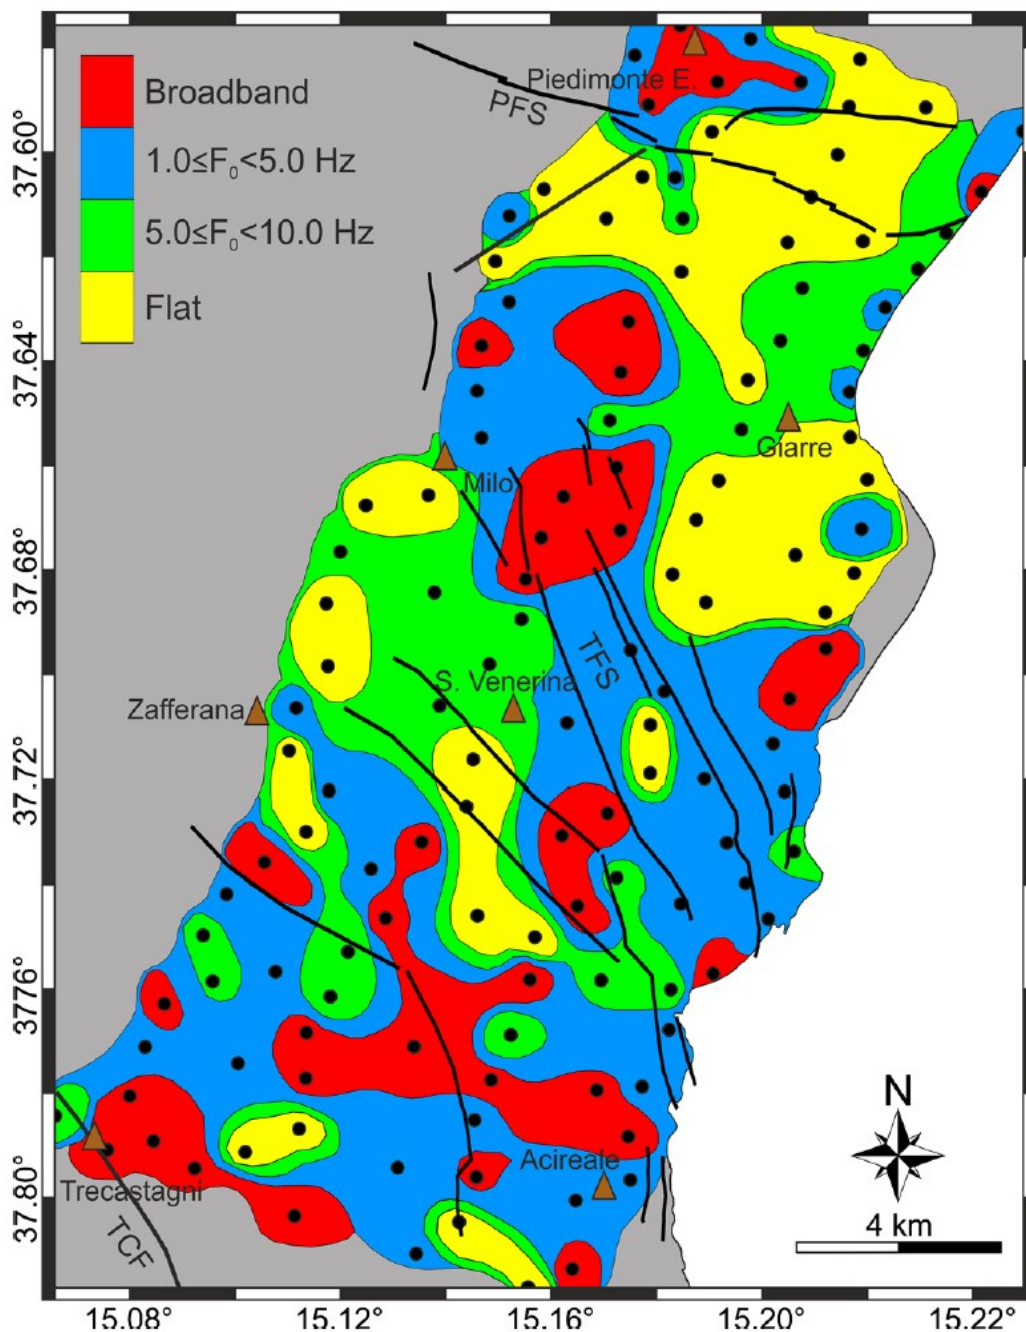 Broadband
1.0≤F₀<5.0 Hz
5.0≤F₀<10.0 Hz
Flat
Piedimonte E.
PFS
Giarre
Milo
TFS
S. Venerina
Zafferana
Acireale
Trecastagni
TCF
N
4 km
37.60°
37.64
37.68°
37.72°
3776°
37.80°
15.08°
15.12°
15.16°
15.20°
15.22°